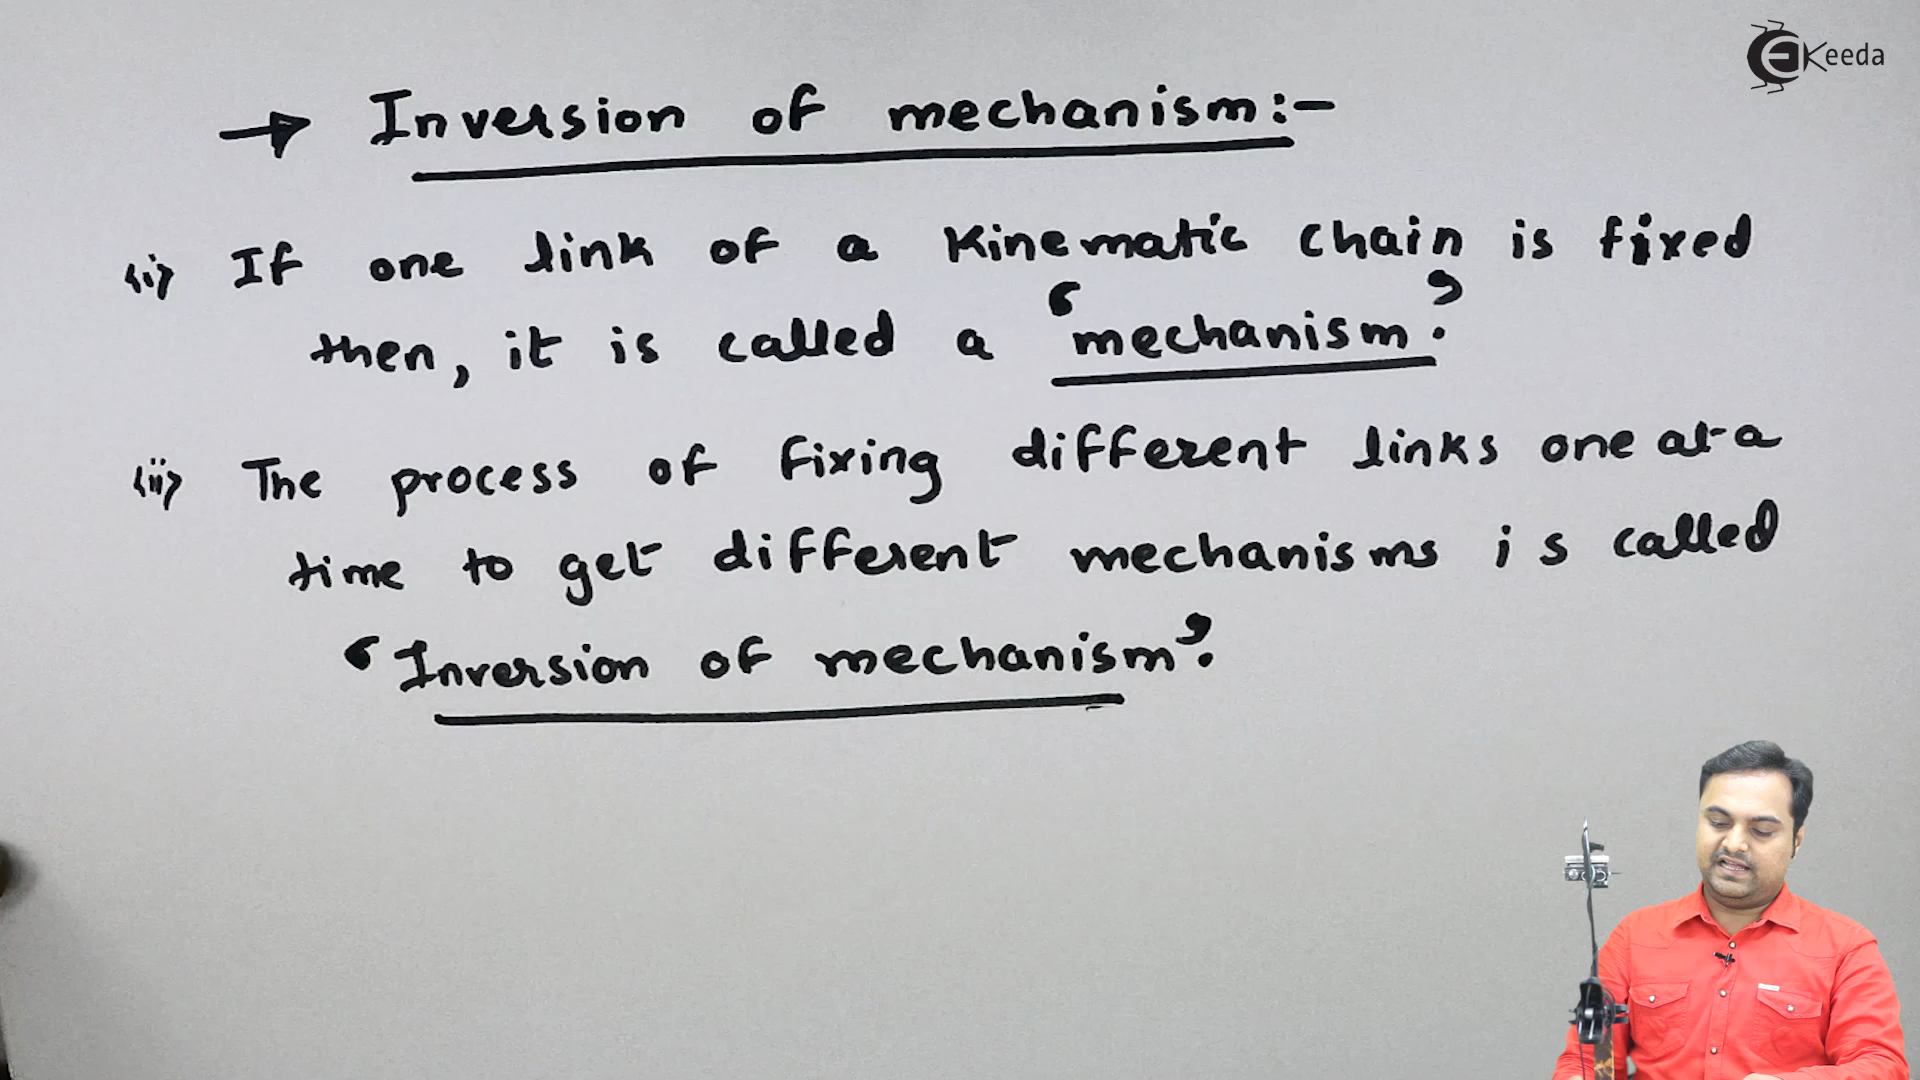 EKeeda
→ Inversion of mechanism:-
(i) If one link of a Kinematic chain is fixed
then, it is called a 'mechanism'.
(ii) The process of fixing different links one at a
time to get different mechanisms is called
'Inversion of mechanism'.